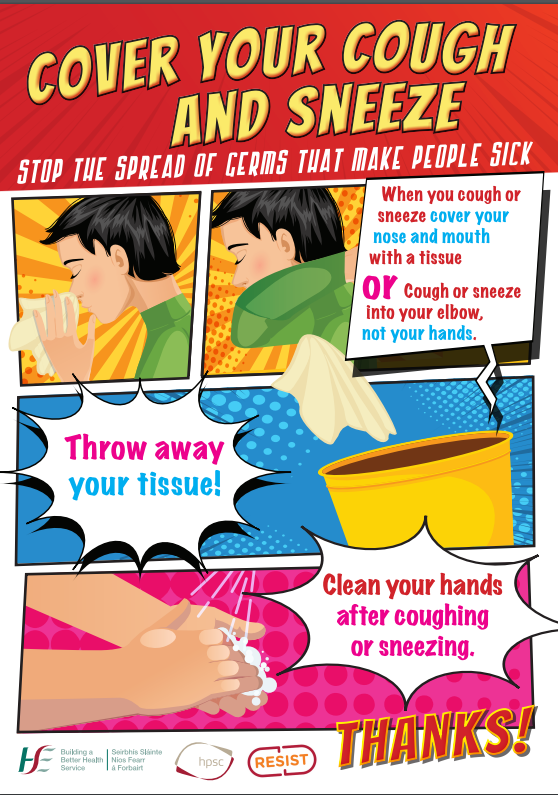 COVER YOUR COUGH
AND SNEEZE
STOP THE SPREAD OF GERMS THAT MAKE PEOPLE SICK
When you cough or
sneeze cover your
nose and mouth
with a tissue
or Cough or sneeze
into your elbow,
not your hands.
Throw away
your tissue!
Clean your hands
after coughing
or sneezing.
THANKS!
Building a
Better Health
Service
Seirbhís Sláinte
Níos Fearr
á Forbairt
hpsc
RESIST